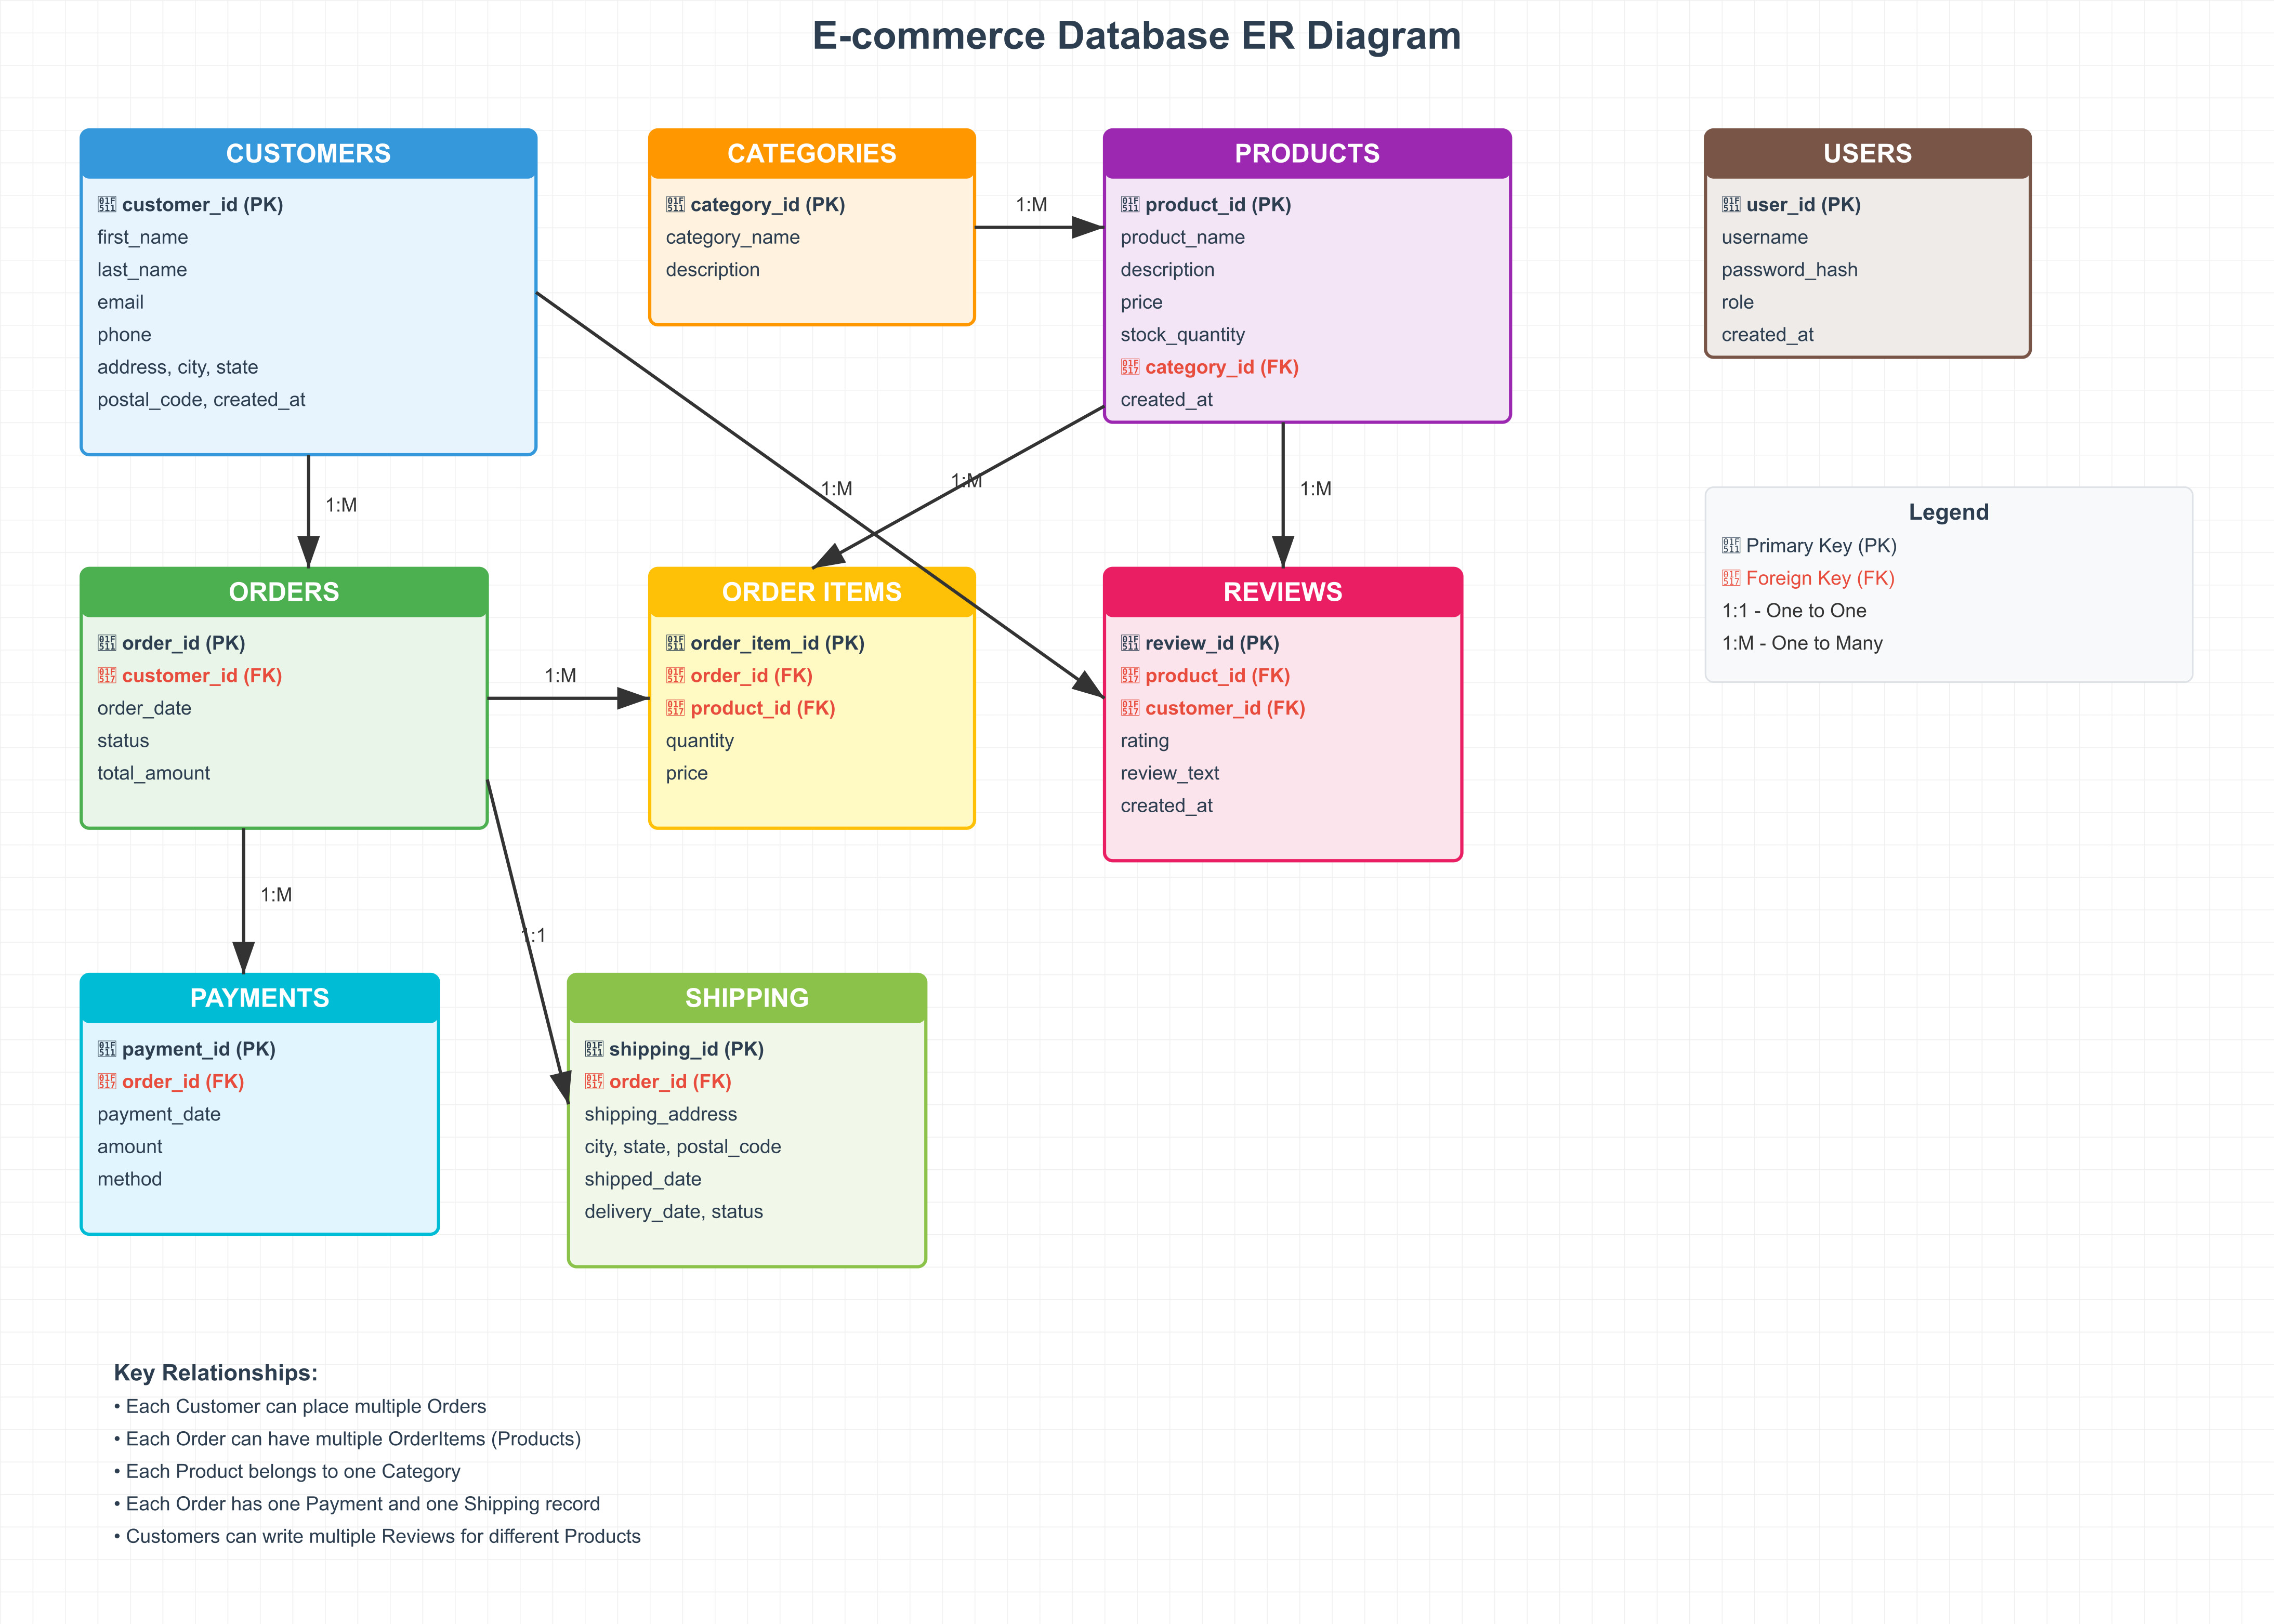 E-commerce Database ER Diagram
CUSTOMERS
customer_id (PK)
first_name
last_name
email
phone
address, city, state
postal_code, created_at
CATEGORIES
category_id (PK)
category_name
description
1:M
PRODUCTS
product_id (PK)
product_name
description
price
stock_quantity
category_id (FK)
created_at
USERS
user_id (PK)
username
password_hash
role
created_at
1:M
1:M
1:M
1:M
Legend
Primary Key (PK)
Foreign Key (FK)
1:1 - One to One
1:M - One to Many
ORDERS
order_id (PK)
customer_id (FK)
order_date
status
total_amount
1:M
ORDER ITEMS
order_item_id (PK)
order_id (FK)
product_id (FK)
quantity
price
REVIEWS
review_id (PK)
product_id (FK)
customer_id (FK)
rating
review_text
created_at
1:M
1:1
PAYMENTS
payment_id (PK)
order_id (FK)
payment_date
amount
method
SHIPPING
shipping_id (PK)
order_id (FK)
shipping_address
city, state, postal_code
shipped_date
delivery_date, status
Key Relationships:
• Each Customer can place multiple Orders
• Each Order can have multiple OrderItems (Products)
• Each Product belongs to one Category
• Each Order has one Payment and one Shipping record
• Customers can write multiple Reviews for different Products